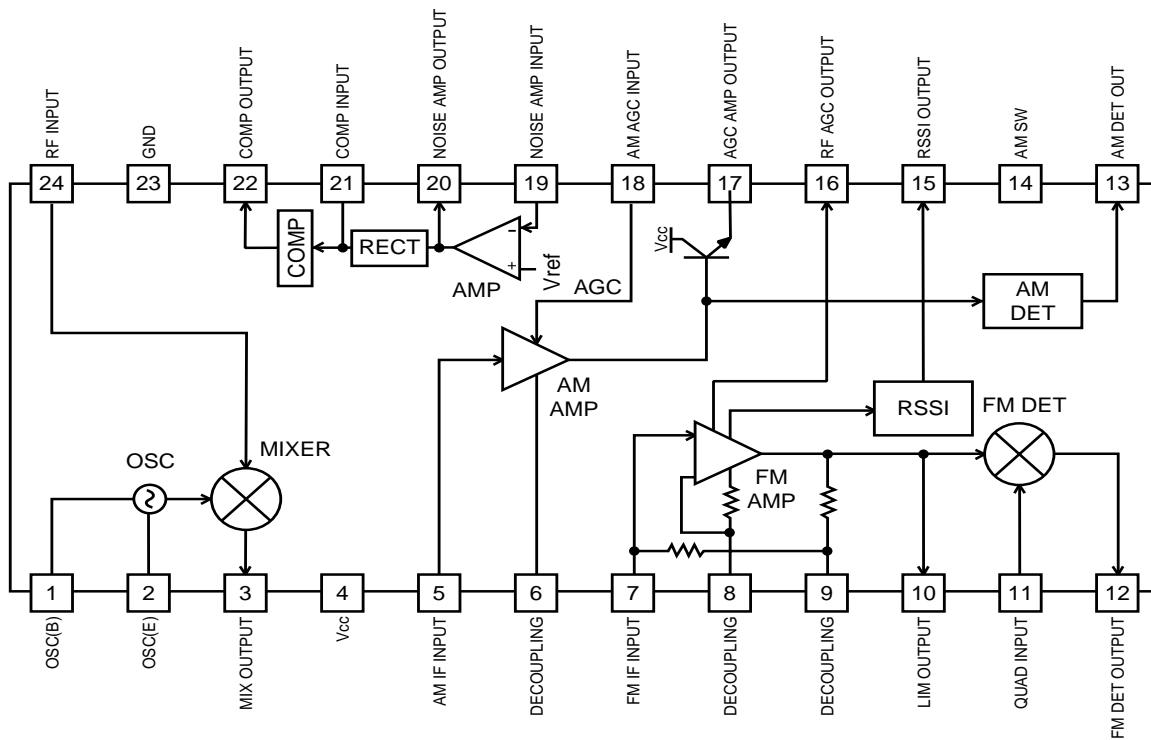 RF INPUT
GND
COMP OUTPUT
COMP INPUT
NOISE AMP OUTPUT
NOISE AMP INPUT
AM AGC INPUT
AGC AMP OUTPUT
RF AGC OUTPUT
RSSI OUTPUT
AM SW
AM DET OUT
24
23
22
21
20
19
18
17
16
15
14
13
COMP
RECT
-
+
Vref
AMP
AGC
Vcc
AM
DET
AM
AMP
RSSI
FM DET
FM
AMP
OSC
MIXER
1
2
3
4
5
6
7
8
9
10
11
12
OSC(B)
OSC(E)
MIX OUTPUT
Vcc
AM IF INPUT
DECOUPLING
FM IF INPUT
DECOUPLING
DECOUPLING
LIM OUTPUT
QUAD INPUT
FM DET OUTPUT